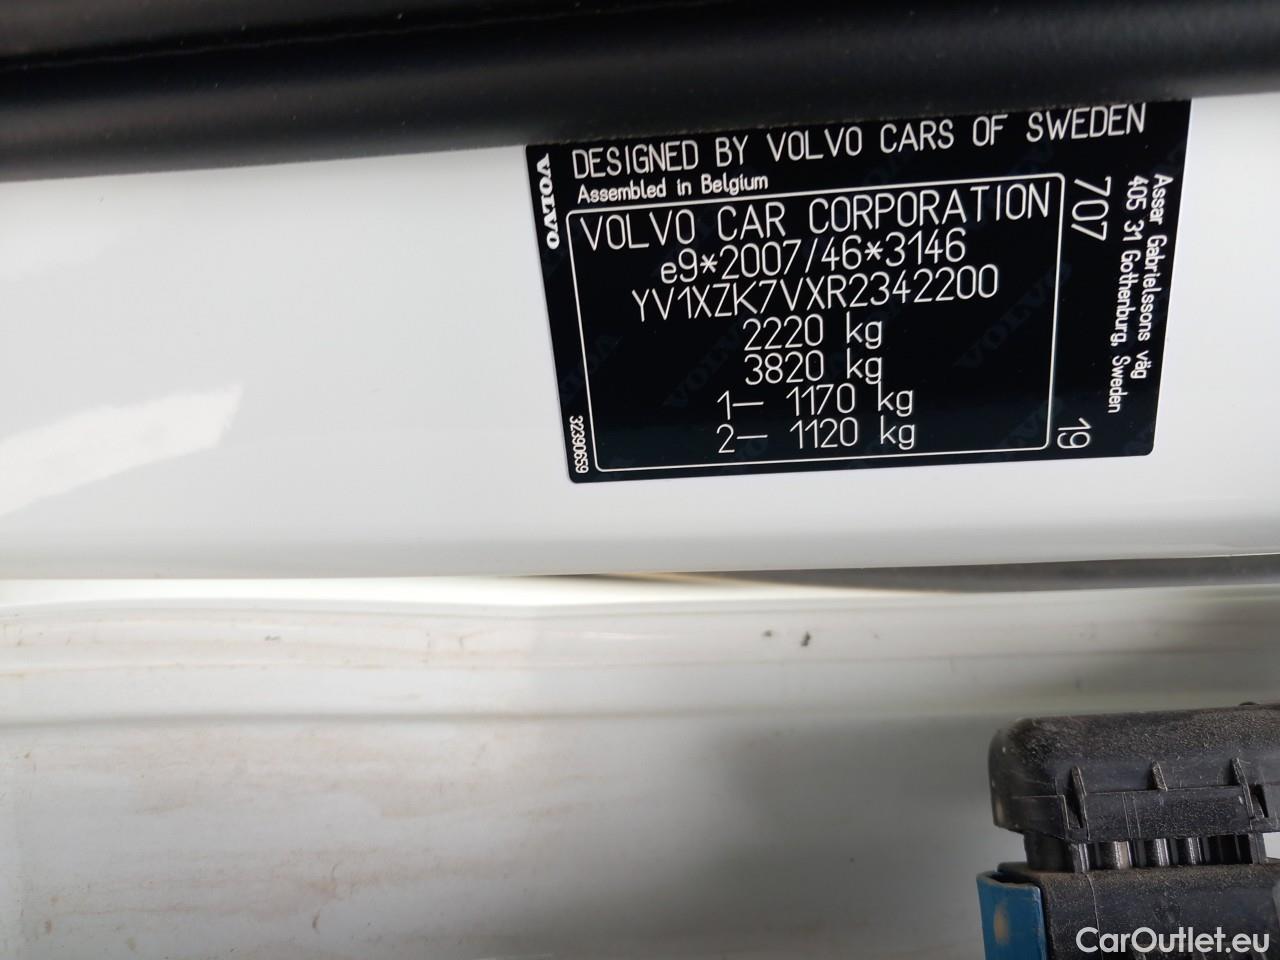 VOLVO
DESIGNED BY VOLVO CARS OF SWEDEN
Assembled in Belgium
VOLVO CAR CORPORATION
e9*2007/46*3146
YV1XZK7VXR2342200
2220 kg
3820 kg
1— 1170 kg
2— 1120 kg
32390659
707
19
Assar Gabrielssons väg
405 31 Gothenburg, Sweden
CarOutlet.eu